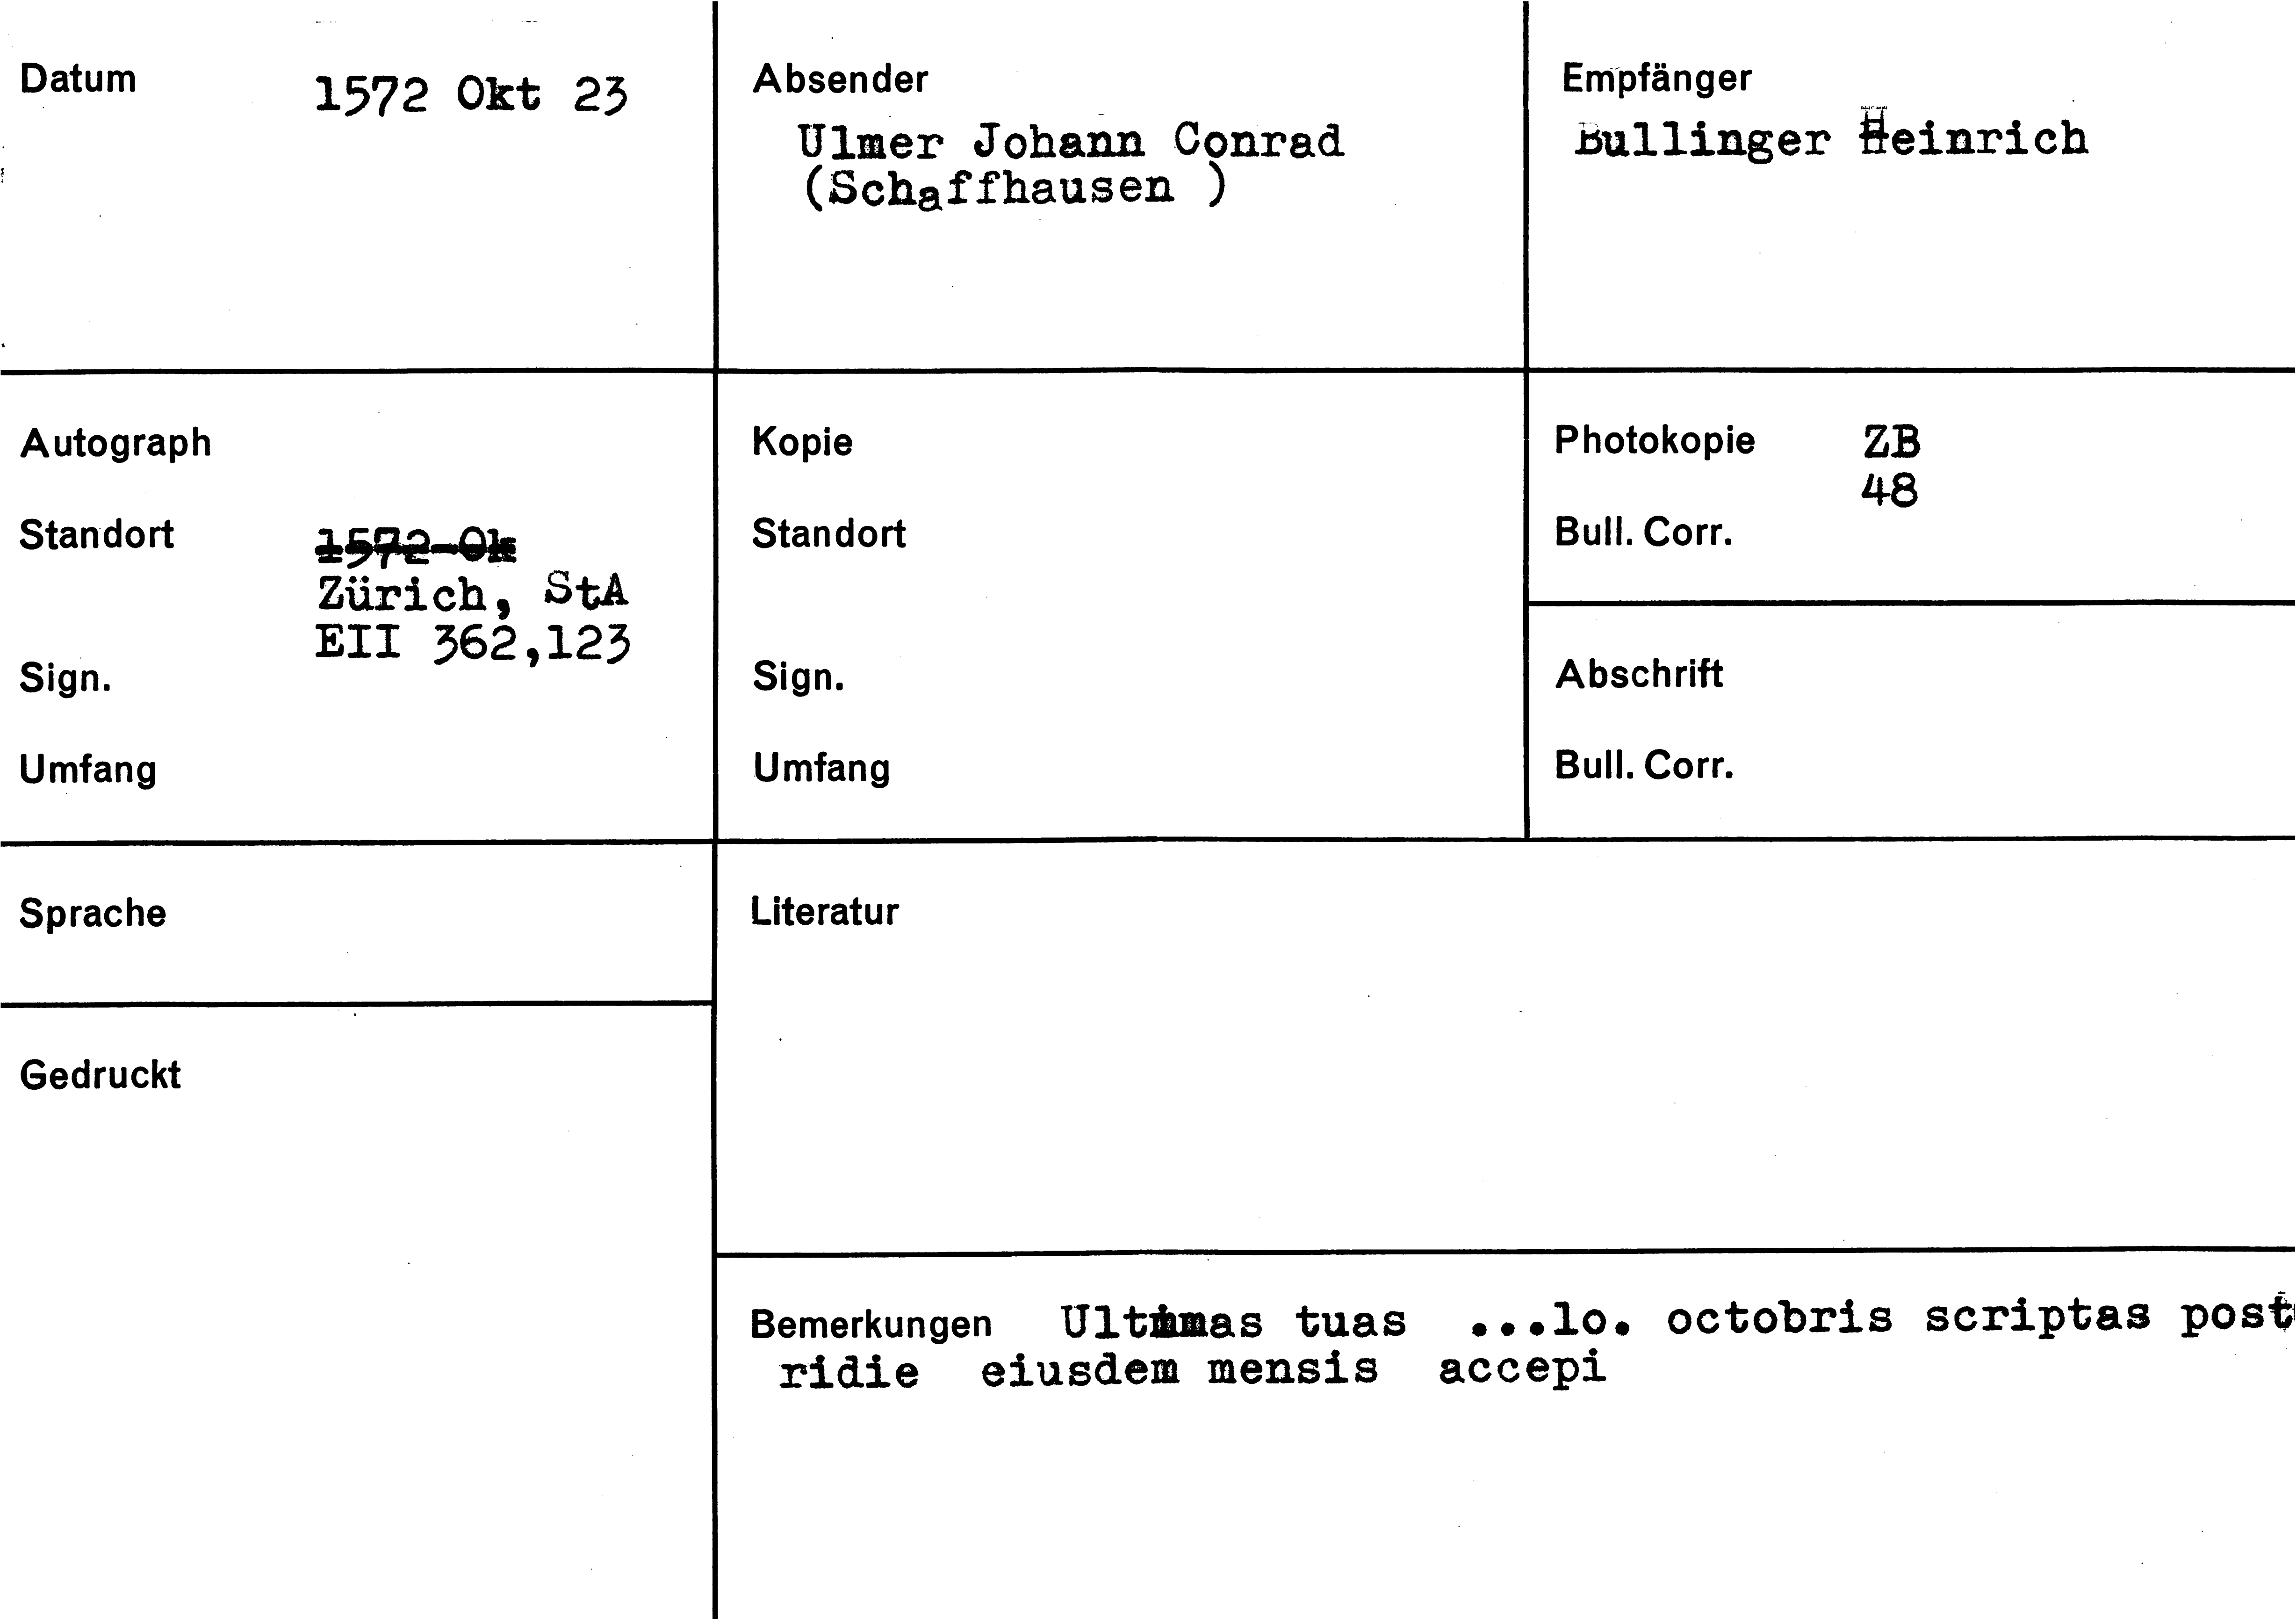 Datum 1572 Okt 23
Absender
Ulmer Johann Conrad
(Schaffhausen )
Empfänger
Bullinger Heinrich
Autograph
Standort 1572 Ok
Zürich, StA
EII 362,123
Sign.
Umfang
Kopie
Standort
Sign.
Umfang
Photokopie ZB
48
Bull. Corr.
Abschrift
Bull. Corr.
Sprache
Gedruckt
Literatur
Bemerkungen Ultimas tuas ...lo. octobris scriptas post
ridie eiusdem mensis accepi